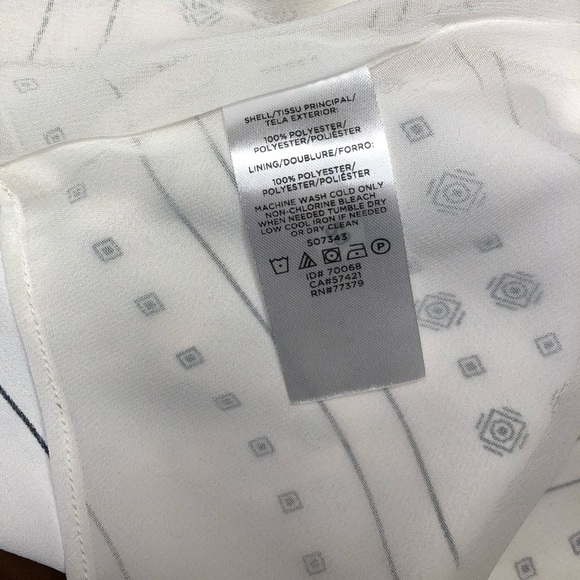 SHELL/TISSU PRINCIPAL/
TELA EXTERIOR:
100% POLYESTER/
POLYESTER/POLIÉSTER
LINING/DOUBLURE/FORRO:
100% POLYESTER/
POLYESTER/POLIÉSTER
MACHINE WASH COLD ONLY
NON-CHLORINE BLEACH
WHEN NEEDED TUMBLE DRY
LOW COOL IRON IF NEEDED
OR DRY CLEAN
507343
P
ID# 70068
CA#57421
RN#77379